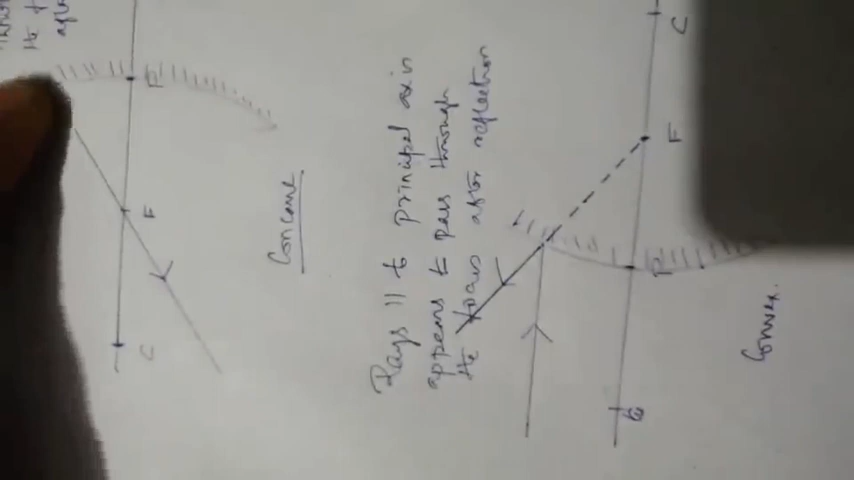 P
F
C
Concave
Rays || to principal axis
appears to pass through
the focus after reflection
C
F
P
Convex.